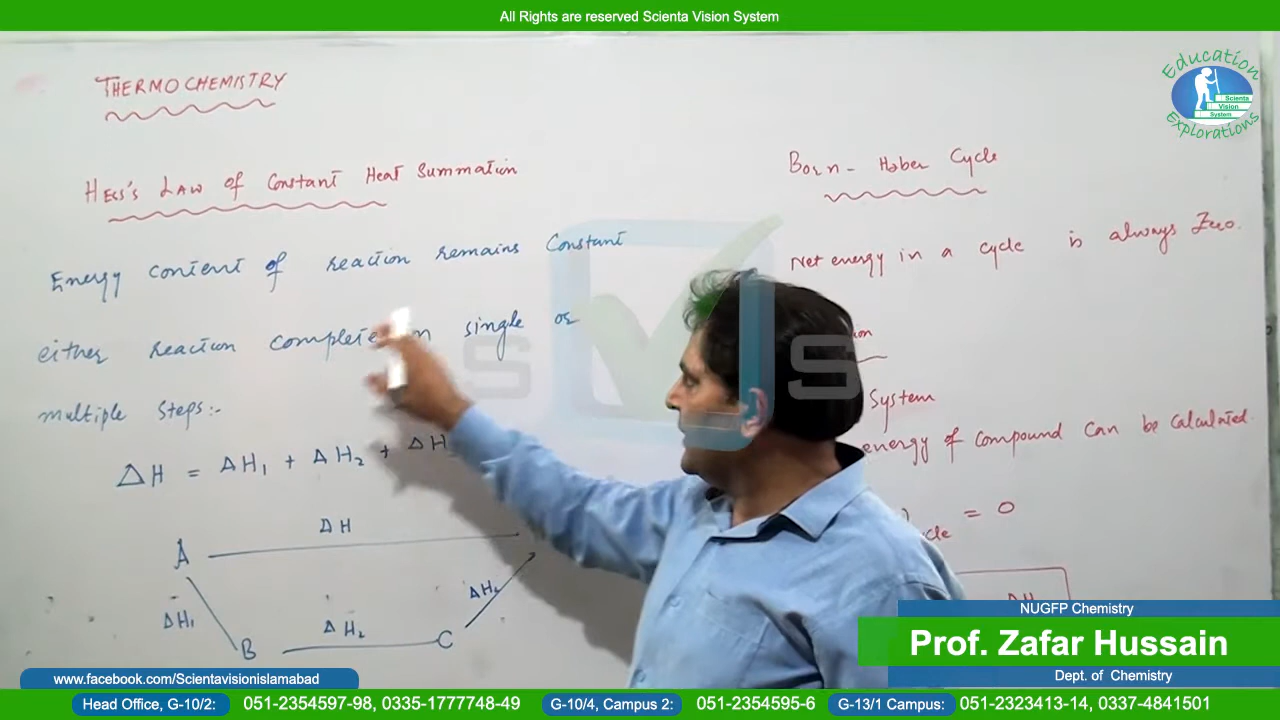 All Rights are reserved Scienta Vision System
Education
Scienta
Vision
System
Explorations
THERMOCHEMISTRY
Hess's Law of Constant Heat Summation
Energy content of reaction remains Constant
either reaction complete in single or
multiple steps:-
ΔH = ΔH₁ + ΔH₂ + ΔH
ΔH
A
ΔH₁
B
ΔH₂
C
Born - Haber Cycle
Net energy in a cycle is always Zero.
System
energy of compound can be calculated.
= 0
ΔH
NUGFP Chemistry
Prof. Zafar Hussain
Dept. of Chemistry
www.facebook.com/Scientavisionislamabad
Head Office, G-10/2: 051-2354597-98, 0335-1777748-49 G-10/4, Campus 2: 051-2354595-6 G-13/1 Campus: 051-2323413-14, 0337-4841501